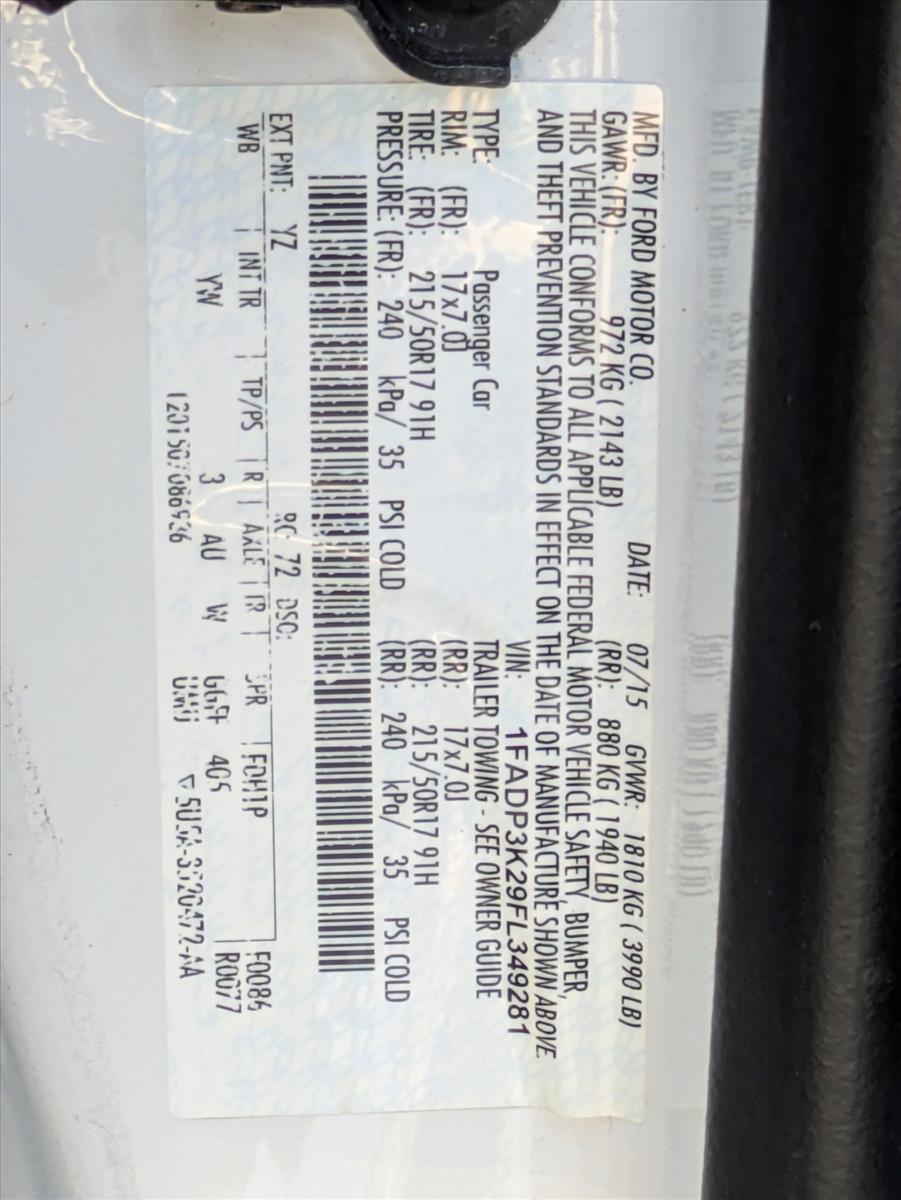 MFD. BY FORD MOTOR CO. DATE: 07/15 GVWR: 1810 KG ( 3990 LB)
GAWR: (FR): 972 KG ( 2143 LB) (RR): 880 KG ( 1940 LB)
THIS VEHICLE CONFORMS TO ALL APPLICABLE FEDERAL MOTOR VEHICLE SAFETY, BUMPER,
AND THEFT PREVENTION STANDARDS IN EFFECT ON THE DATE OF MANUFACTURE SHOWN ABOVE.
VIN: 1FADP3K29FL349281
TYPE: Passenger Car TRAILER TOWING - SEE OWNER GUIDE
RIM: (FR): 17x7.0J (RR): 17x7.0J
TIRE: (FR): 215/50R17 91H (RR): 215/50R17 91H
PRESSURE: (FR): 240 kPa/ 35 PSI COLD (RR): 240 kPa/ 35 PSI COLD
EXT PNT: YZ RC: 72 DSO: F0086
WB INT TR TP/PS R AXLE TR SPR R0077
YW 3 AU W